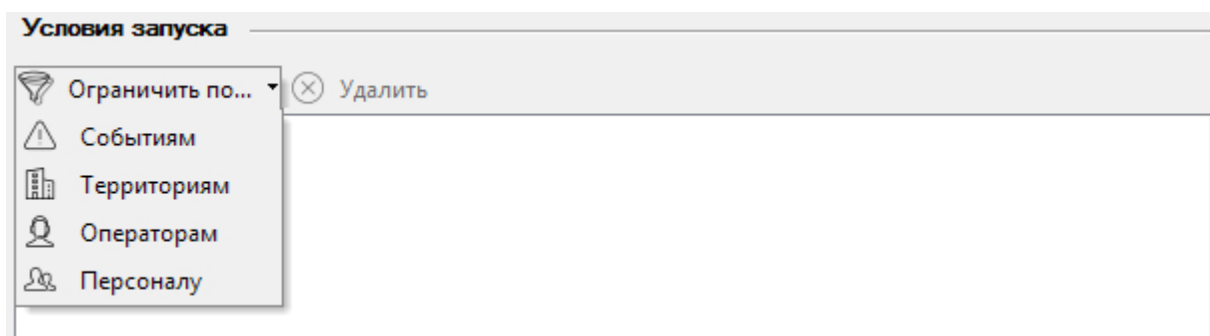 Условия запуска
Ограничить по... Удалить
Событиям
Территориям
Операторам
Персоналу